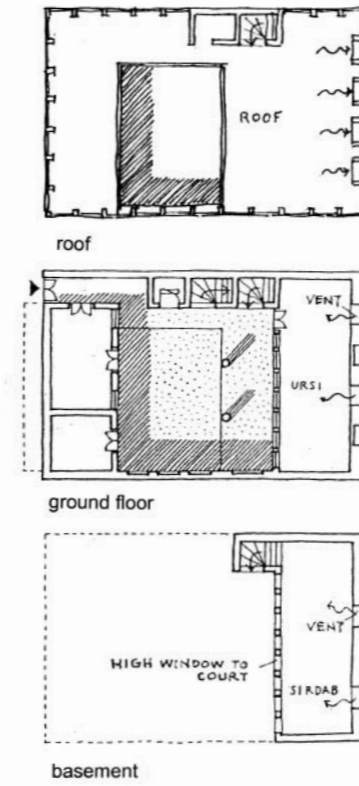 ROOF
roof
VENT
URSI
ground floor
VENT
HIGH WINDOW TO
COURT
SIRDAB
basement